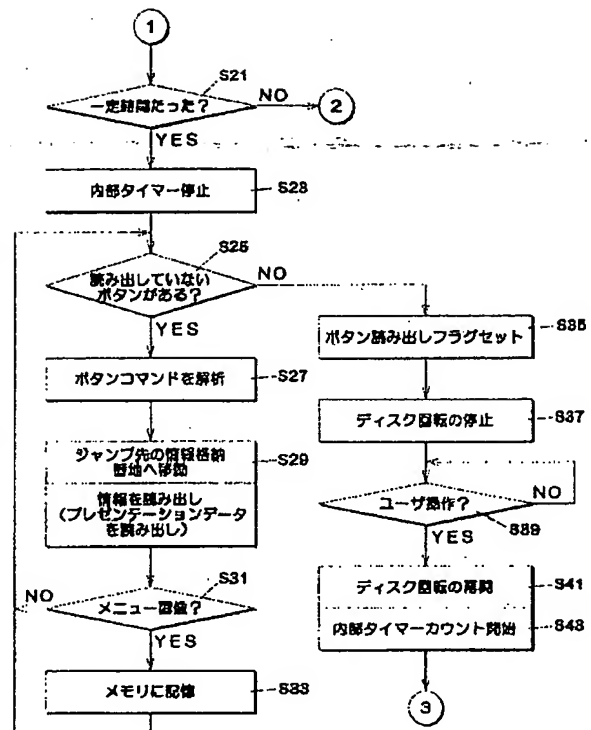 1
S21
一定時間たった?
NO
2
YES
内部タイマー停止
S23
S25
読み出していない
ボタンがある?
NO
YES
ボタンコマンドを解析
S27
ジャンプ先の情報格納
番地へ移動
S29
情報を読み出し
(プレゼンテーションデータ
を読み出し)
S31
NO
メニュー画像?
YES
メモリに記憶
S33
ボタン読み出しフラグセット
S35
ディスク回転の停止
S37
ユーザ操作?
NO
S39
YES
ディスク回転の再開
S41
内部タイマーカウント開始
S43
3